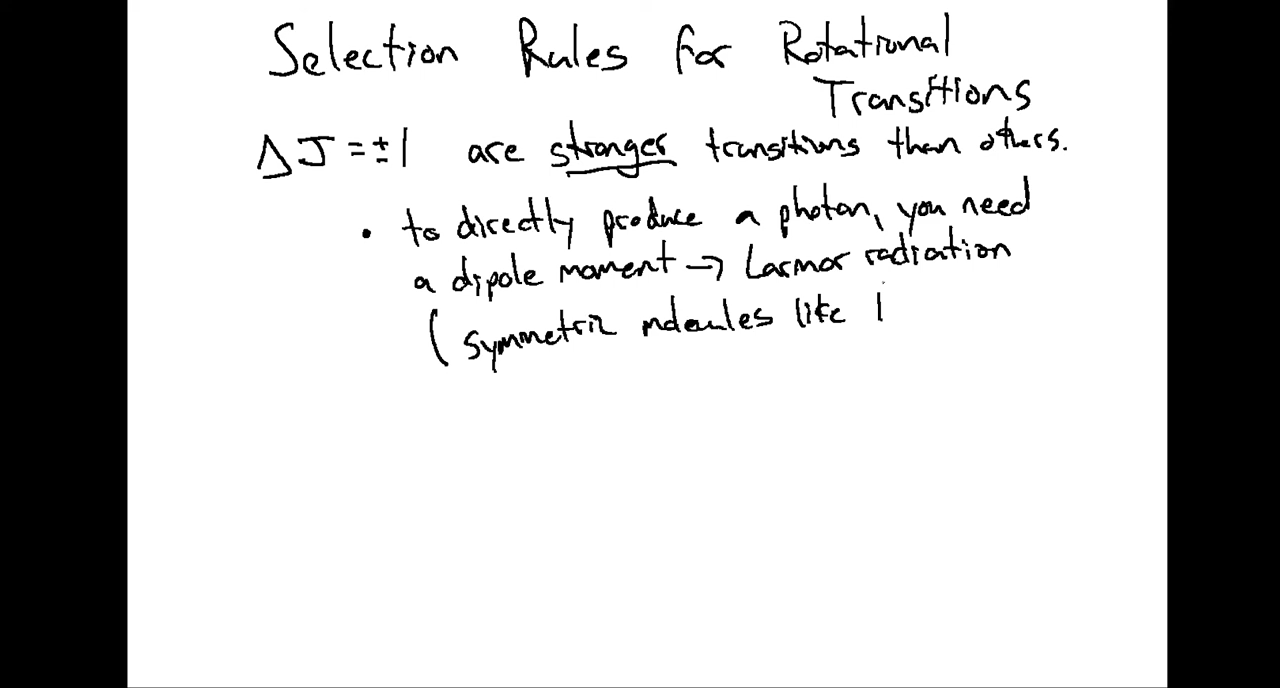 Selection Rules for Rotational
Transitions
ΔJ = ±1 are stronger transitions than others.
• to directly produce a photon, you need
a dipole moment → Larmor radiation
( symmetric molecules like